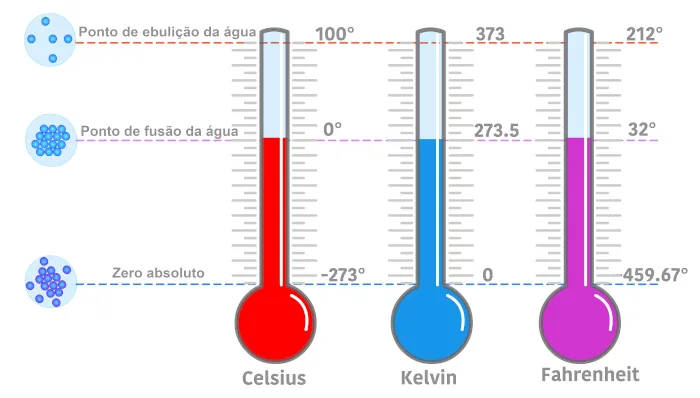 Ponto de ebulição da água 100° 373 212°
Ponto de fusão da água 0° 273.5 32°
Zero absoluto -273° 0 -459.67°
Celsius Kelvin Fahrenheit